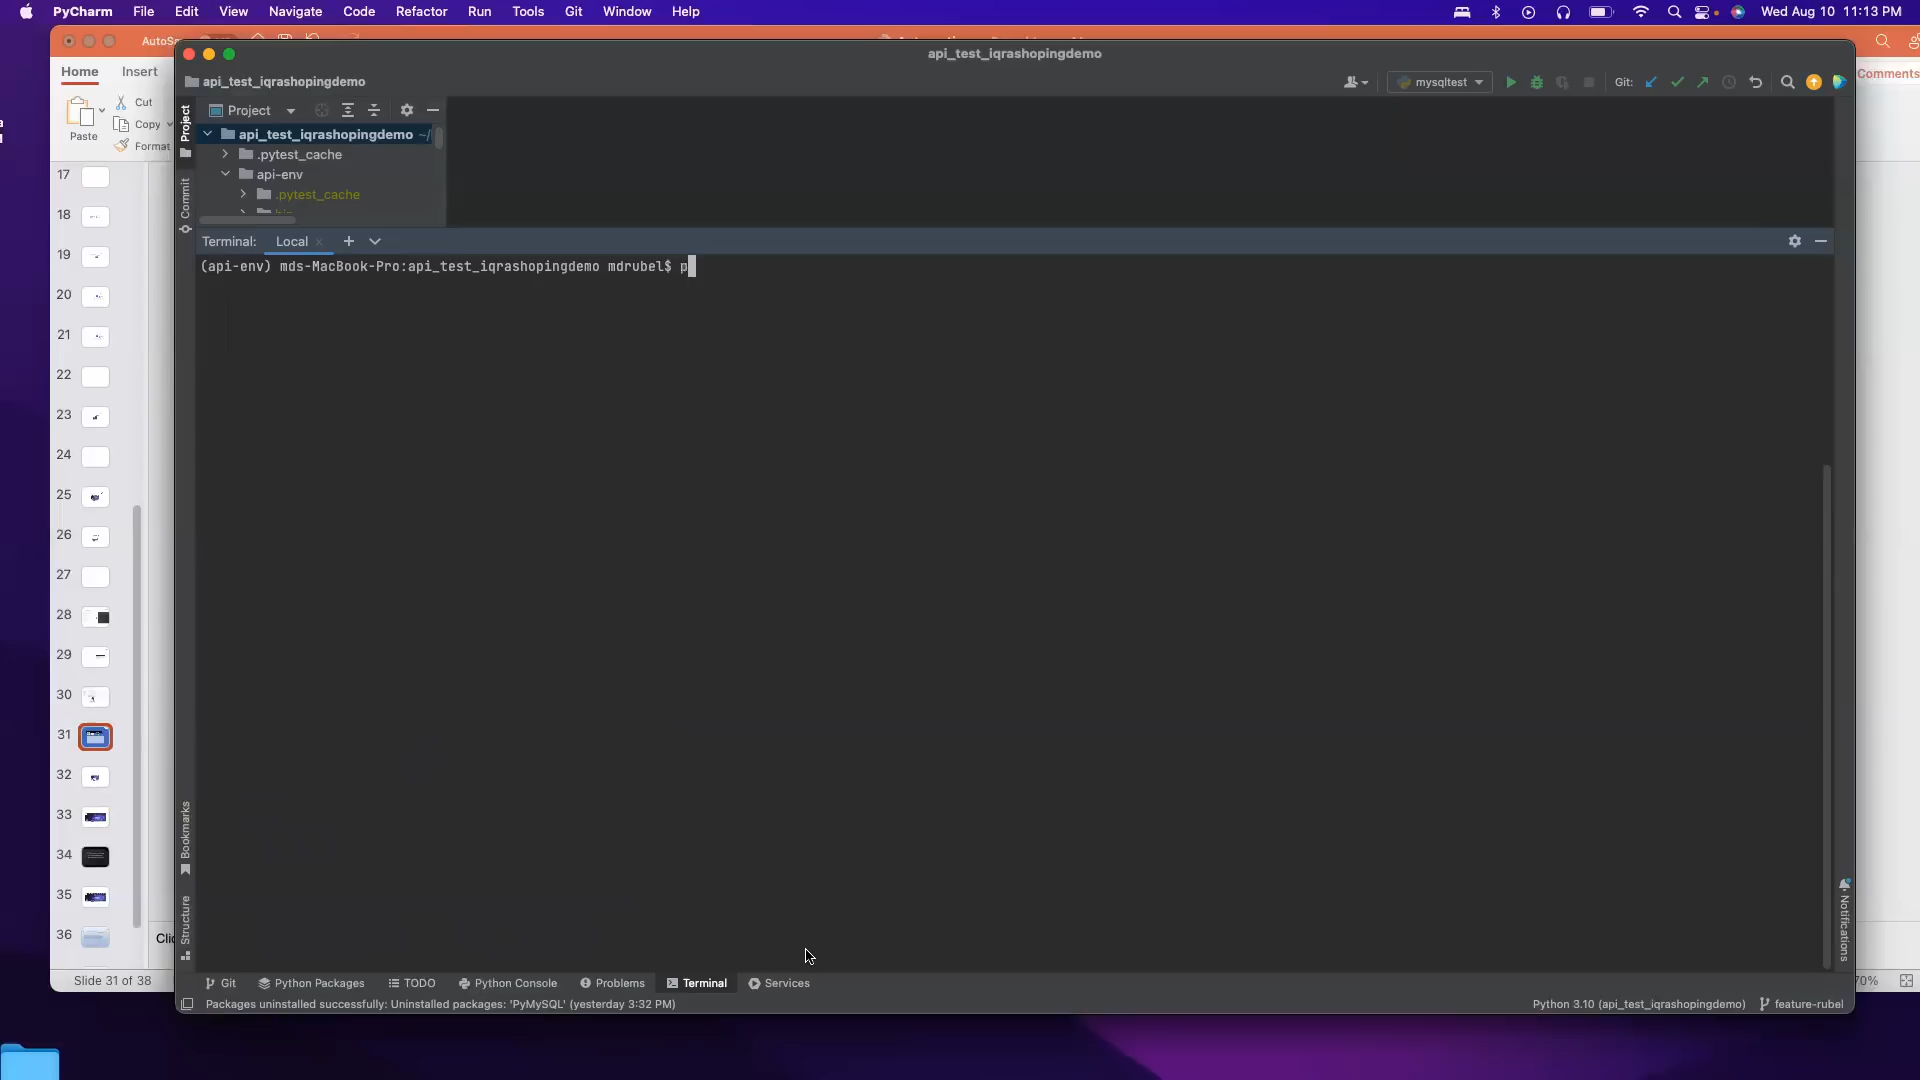 PyCharm File Edit View Navigate Code Refactor Run Tools Git Window Help Wed Aug 10 11:13 PM
api_test_iqrashopingdemo
Home Insert
Comments
api_test_iqrashopingdemo
mysqltest
Git:
Cut
Copy
Format
Paste
Project
Project
api_test_iqrashopingdemo ~/
.pytest_cache
api-env
.pytest_cache
Commit
Terminal: Local
(api-env) mds-MacBook-Pro:api_test_iqrashopingdemo mdrubel$ p
17
18
19
20
21
22
23
24
25
26
27
28
29
30
31
32
33
34
35
36
Bookmarks
Structure
Notifications
Git Python Packages TODO Python Console Problems Terminal Services
Slide 31 of 38
Packages uninstalled successfully: Uninstalled packages: 'PyMySQL' (yesterday 3:32 PM)
Python 3.10 (api_test_iqrashopingdemo) feature-rubel